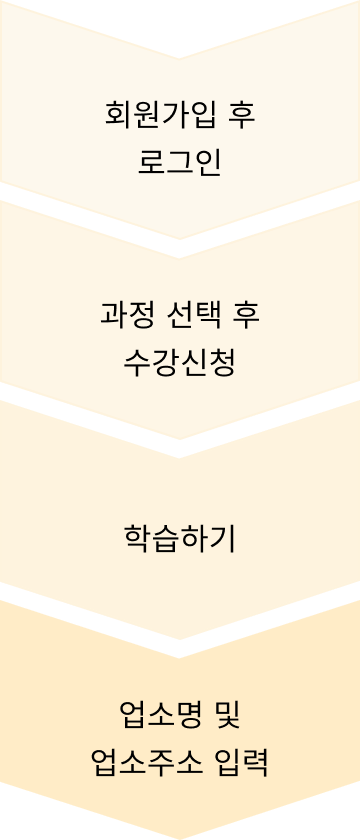 회원가입 후
로그인
과정 선택 후
수강신청
학습하기
업소명 및
업소주소 입력